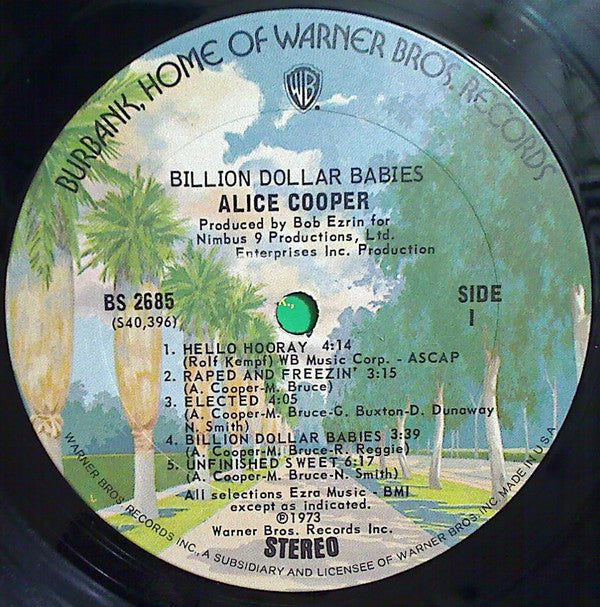 BURBANK, HOME OF WARNER BROS. RECORDS
WB
BILLION DOLLAR BABIES
ALICE COOPER
Produced by Bob Ezrin for
Nimbus 9 Productions, Ltd.
Enterprises Inc. Production
BS 2685
(S40,396)
SIDE
1
1. HELLO HOORAY 4:14
(Rolf Kempf) WB Music Corp. - ASCAP
2. RAPED AND FREEZIN' 3:15
(A. Cooper-M. Bruce)
3. ELECTED 4:05
(A. Cooper-M. Bruce-G. Buxton-D. Dunaway
N. Smith)
4. BILLION DOLLAR BABIES 3:39
(A. Cooper-M. Bruce-R. Reggie)
5. UNFINISHED SWEET 6:17
(A. Cooper-M. Bruce-N. Smith)
All selections Ezra Music - BMI
except as indicated.
℗1973
Warner Bros. Records Inc.
STEREO
WARNER BROS. RECORDS INC., A SUBSIDIARY AND LICENSEE OF WARNER BROS. INC. MADE IN U.S.A.